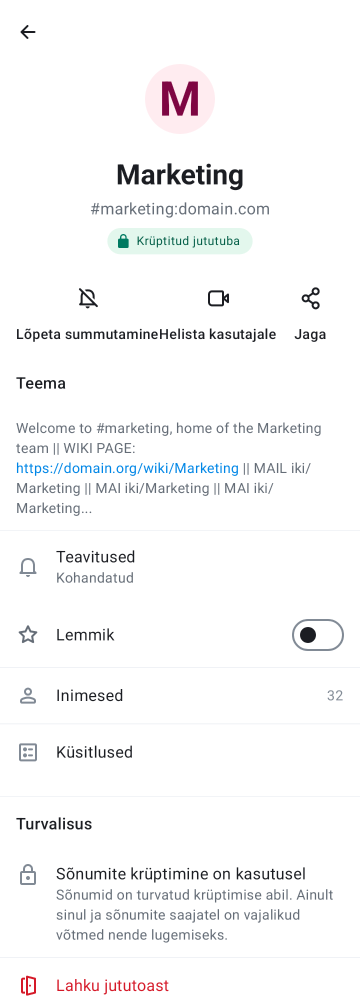 M
Marketing
#marketing:domain.com
Krüptitud jututuba
Lõpeta summutamine Helista kasutajale Jaga
Teema
Welcome to #marketing, home of the Marketing
team || WIKI PAGE:
https://domain.org/wiki/Marketing || MAIL iki/
Marketing || MAI iki/Marketing || MAI iki/
Marketing...
Teavitused
Kohandatud
Lemmik
Inimesed 32
Küsitlused
Turvalisus
Sõnumite krüptimine on kasutusel
Sõnumid on turvatud krüptimise abil. Ainult
sinul ja sõnumite saajatel on vajalikud
võtmed nende lugemiseks.
Lahku jututoast